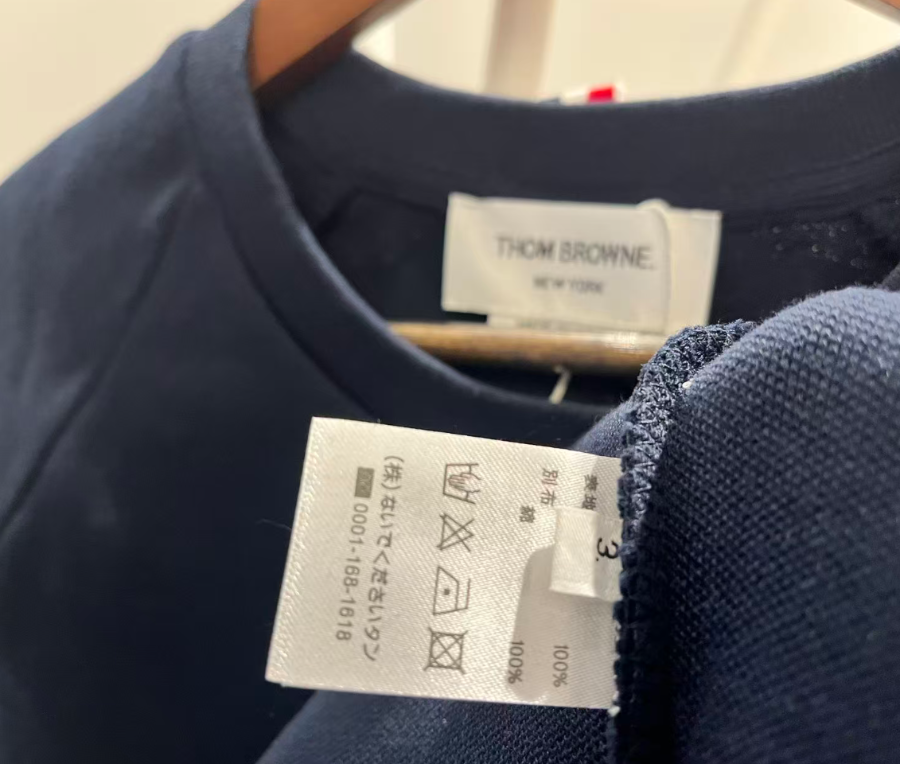 THOM BROWNE.
NEW YORK
3.
表地 100%
別布 綿 100%
(株)ないでくださいタン
0001-168-1618